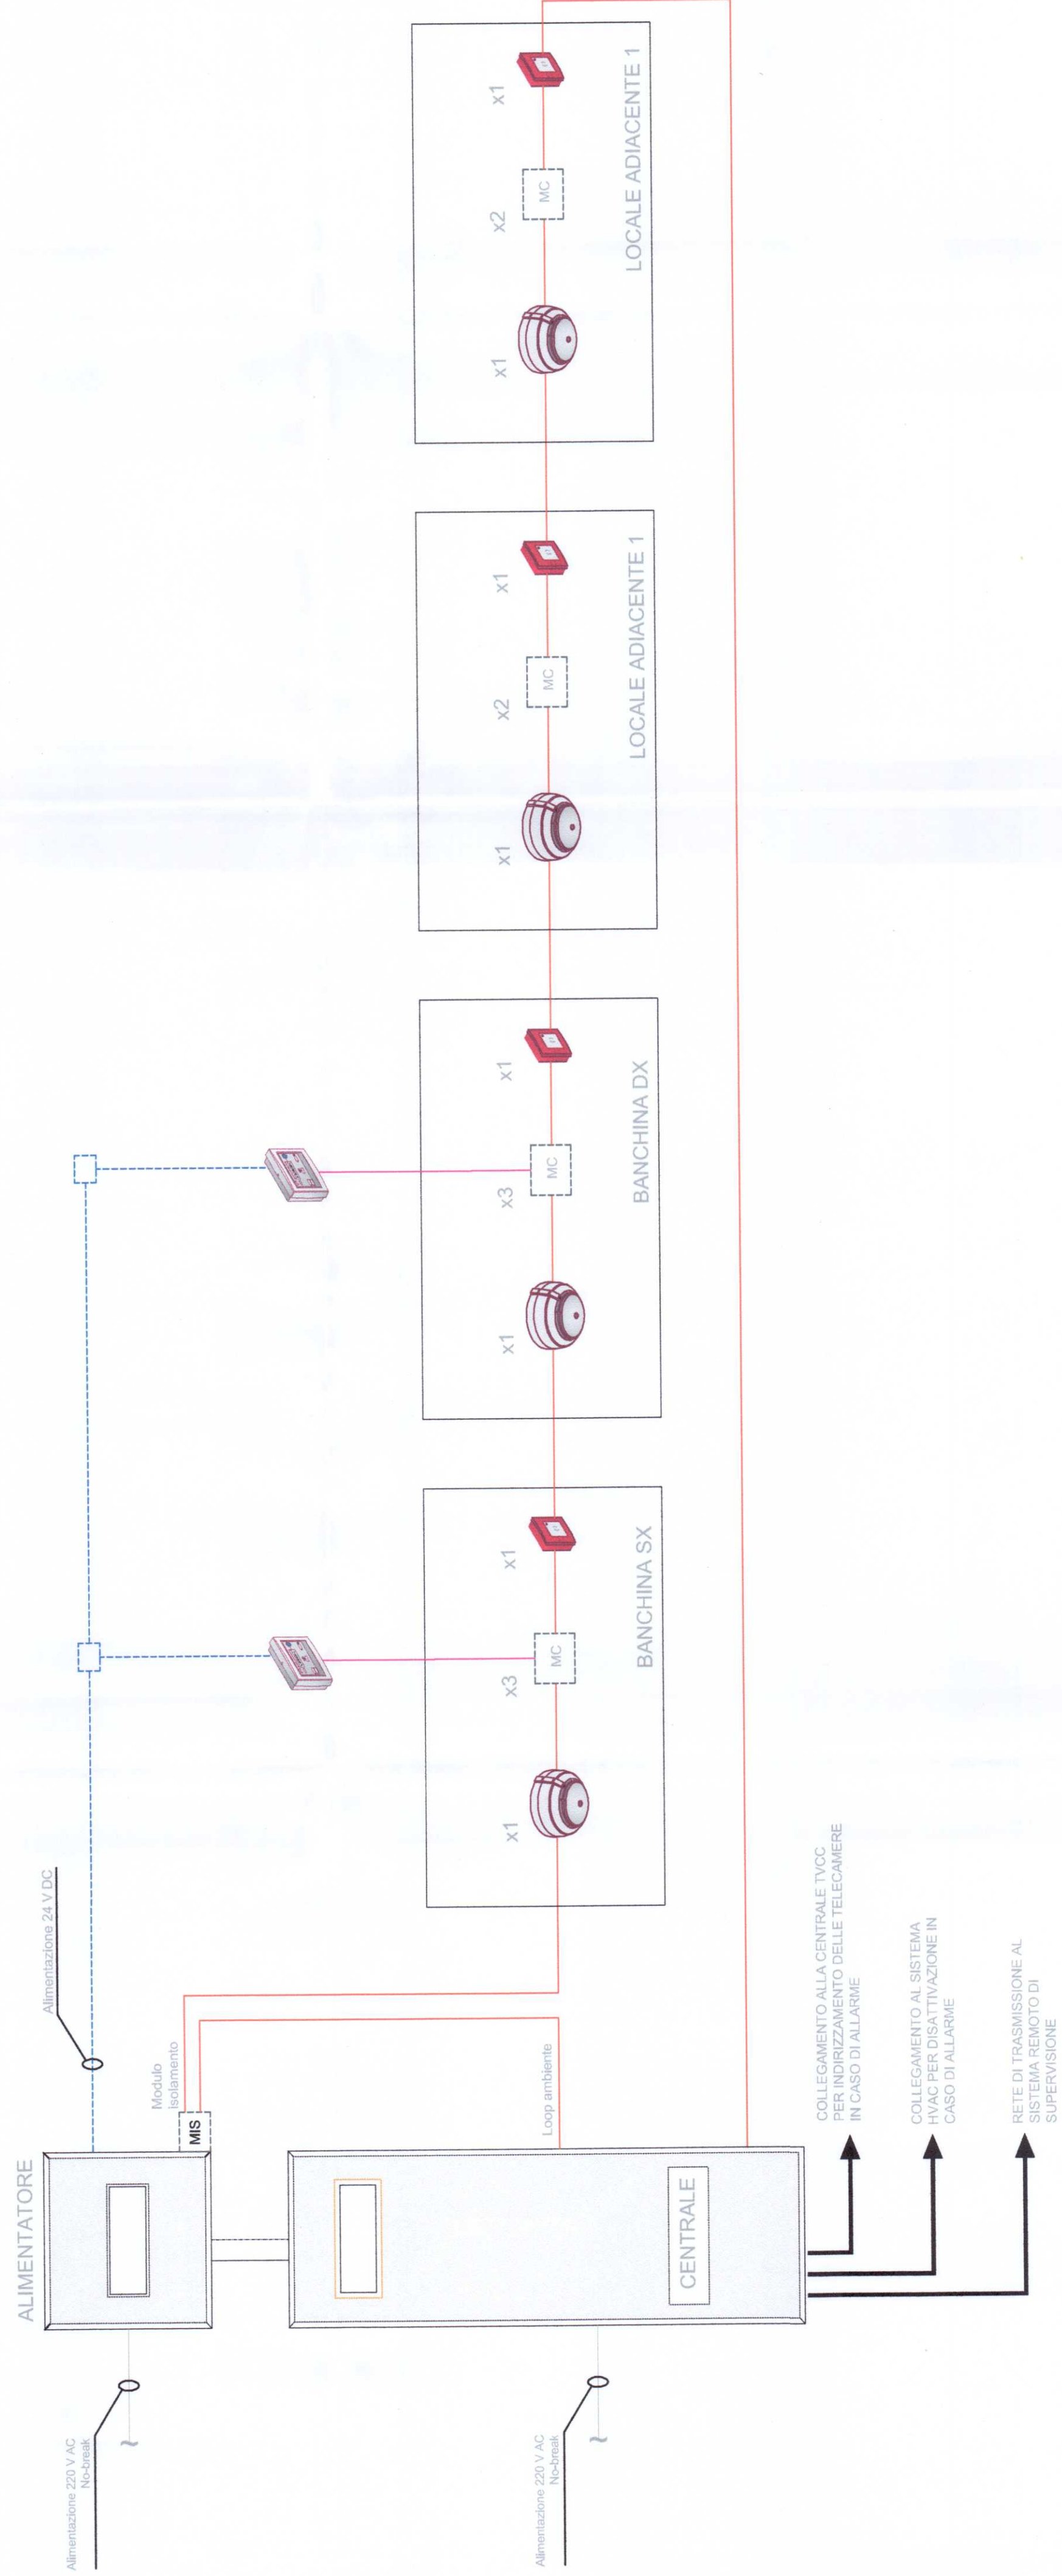 ALIMENTATORE
Alimentazione 220 V AC
No-break
~
Alimentazione 24 V DC
Modulo
isolamento
MIS
Alimentazione 220 V AC
No-break
~
CENTRALE
Loop ambiente
x1
x3
MC
x1
BANCHINA SX
x1
x3
MC
x1
BANCHINA DX
x1
x2
MC
x1
LOCALE ADIACENTE 1
x1
x2
MC
x1
LOCALE ADIACENTE 1
COLLEGAMENTO ALLA CENTRALE TVCC
PER INDIRIZZAMENTO DELLE TELECAMERE
IN CASO DI ALLARME
COLLEGAMENTO AL SISTEMA
HVAC PER DISATTIVAZIONE IN
CASO DI ALLARME
RETE DI TRASMISSIONE AL
SISTEMA REMOTO DI
SUPERVISIONE